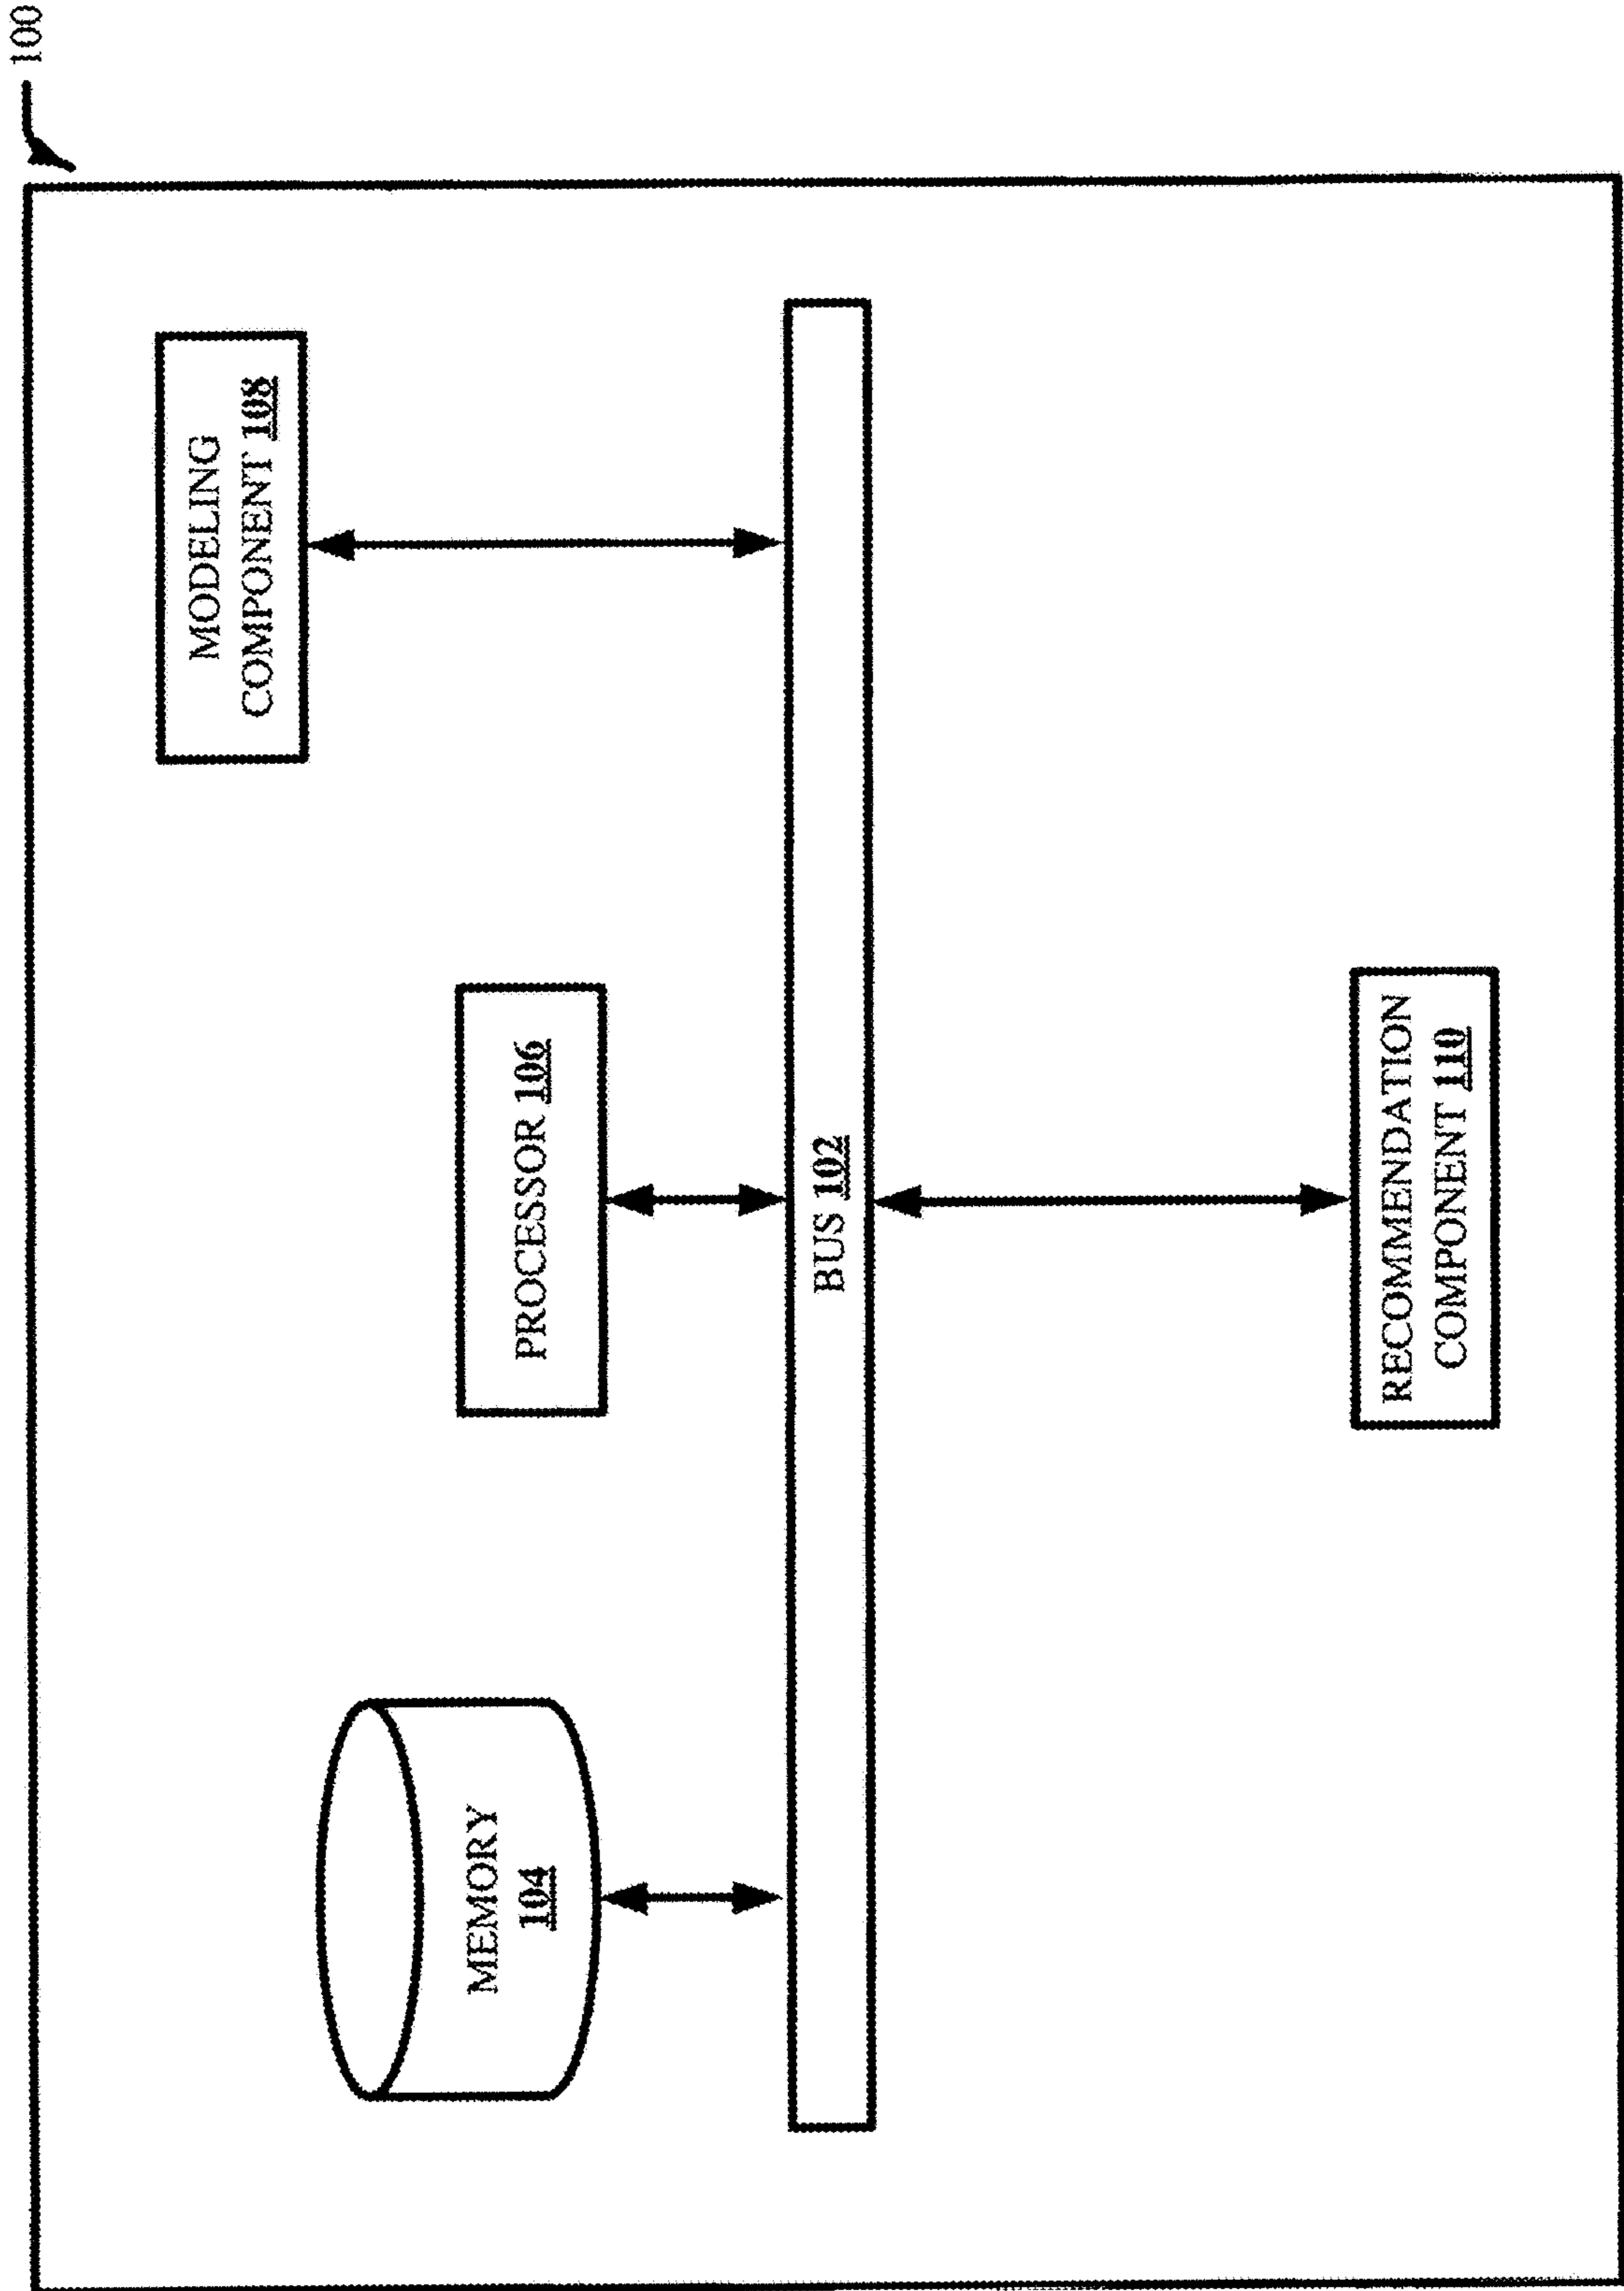 100
MEMORY
104
PROCESSOR 106
MODELING
COMPONENT 108
BUS 102
RECOMMENDATION
COMPONENT 110